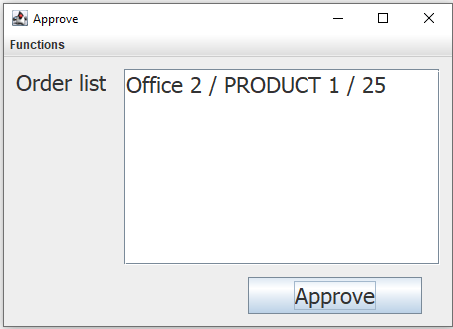 Approve
Functions
Order list
Office 2 / PRODUCT 1 / 25
Approve